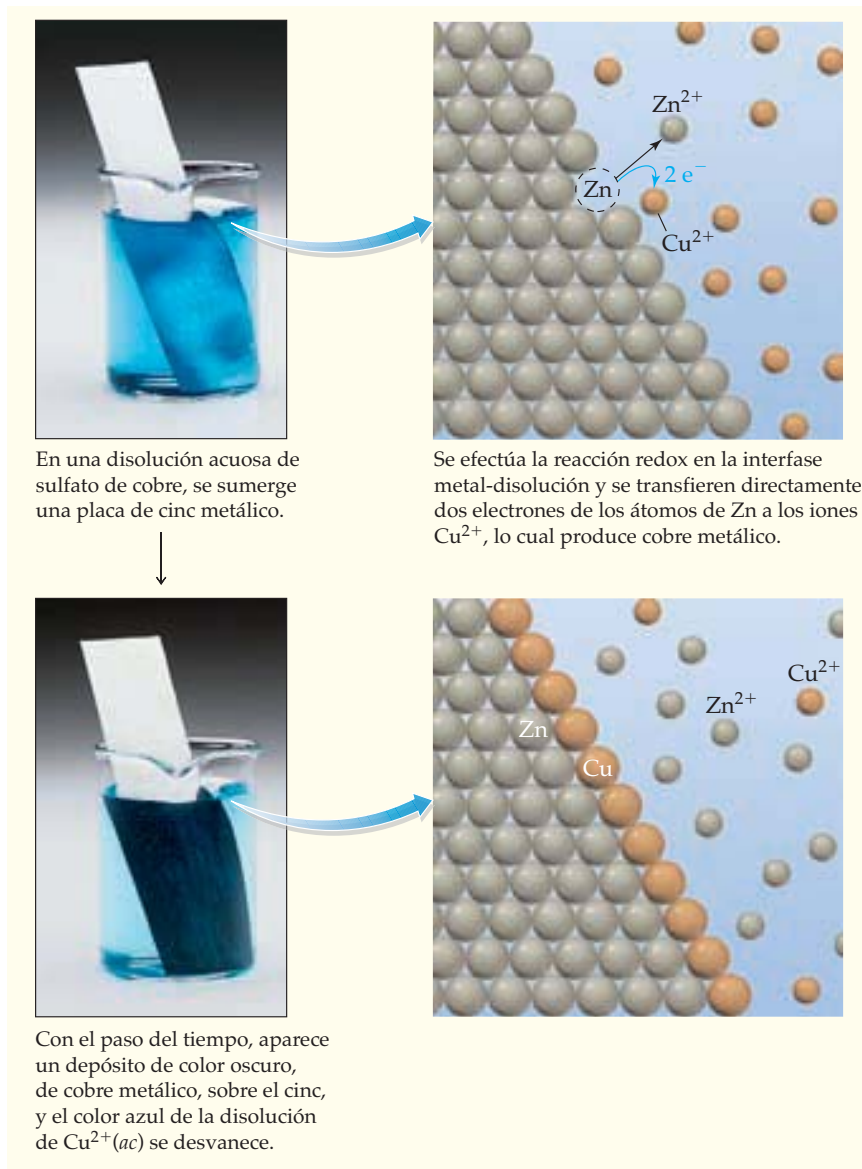 Zn²⁺
2 e⁻
Zn
Cu²⁺
En una disolución acuosa de
sulfato de cobre, se sumerge
una placa de cinc metálico.
Se efectúa la reacción redox en la interfase
metal-disolución y se transfieren directamente
dos electrones de los átomos de Zn a los iones
Cu²⁺, lo cual produce cobre metálico.
Cu²⁺
Zn²⁺
Zn
Cu
Con el paso del tiempo, aparece
un depósito de color oscuro,
de cobre metálico, sobre el cinc,
y el color azul de la disolución
de Cu²⁺(ac) se desvanece.